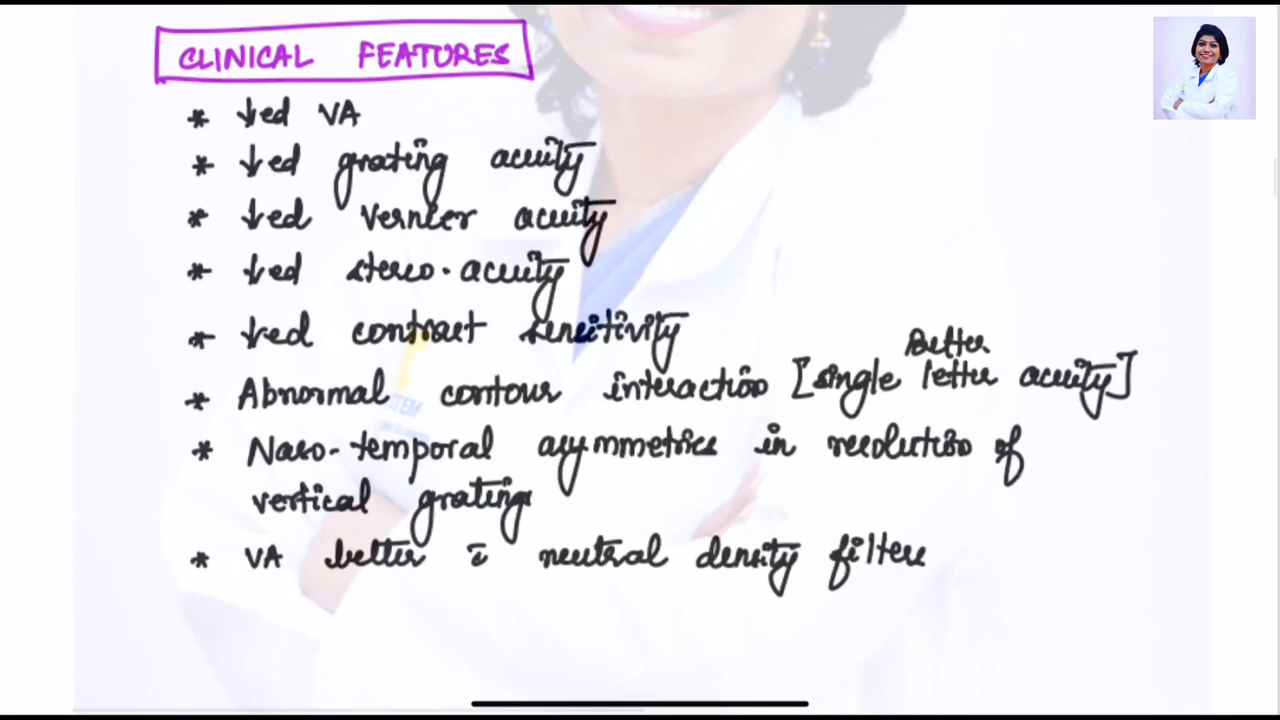 CLINICAL FEATURES
* ↓ed VA
* ↓ed grating acuity
* ↓ed Vernier acuity
* ↓ed stereo-acuity
* ↓ed contrast sensitivity
Better
* Abnormal contour interaction [single letter acuity]
* Naso-temporal asymmetries in resolution of
vertical gratings
* VA better c̄ neutral density filters